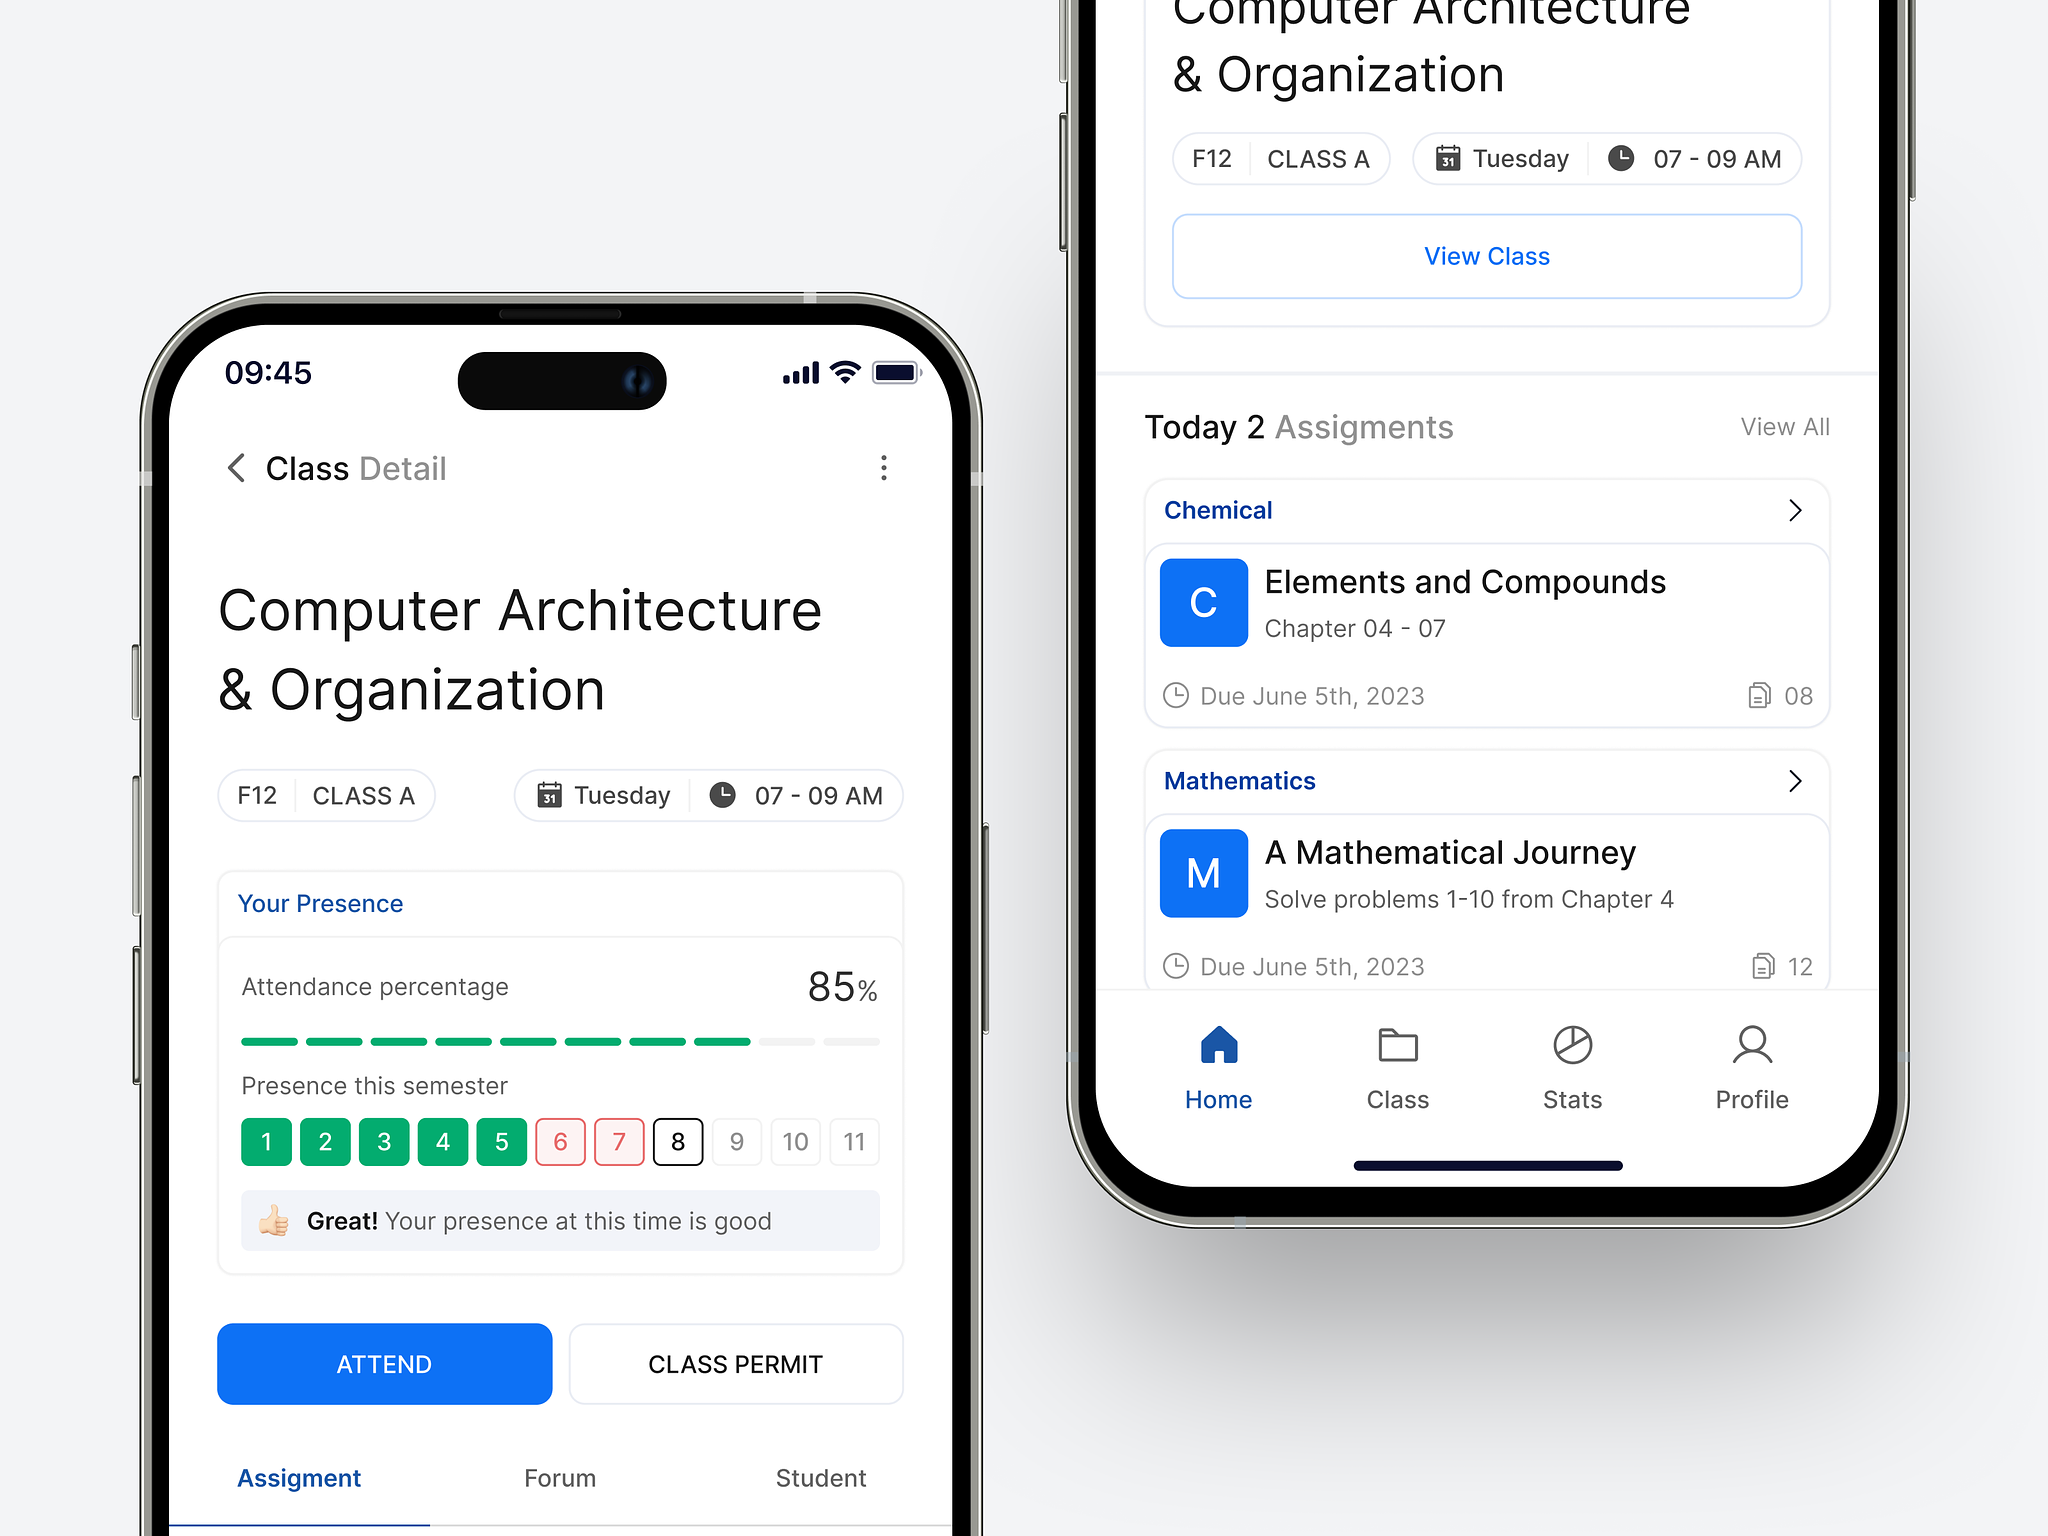 09:45
Class Detail
Computer Architecture
& Organization
F12 CLASS A 31 Tuesday 07 - 09 AM
Your Presence
Attendance percentage 85%
Presence this semester
1 2 3 4 5 6 7 8 9 10 11
Great! Your presence at this time is good
ATTEND CLASS PERMIT
Assigment Forum Student
Computer Architecture
& Organization
F12 CLASS A 31 Tuesday 07 - 09 AM
View Class
Today 2 Assigments View All
Chemical
C Elements and Compounds
Chapter 04 - 07
Due June 5th, 2023 08
Mathematics
M A Mathematical Journey
Solve problems 1-10 from Chapter 4
Due June 5th, 2023 12
Home Class Stats Profile